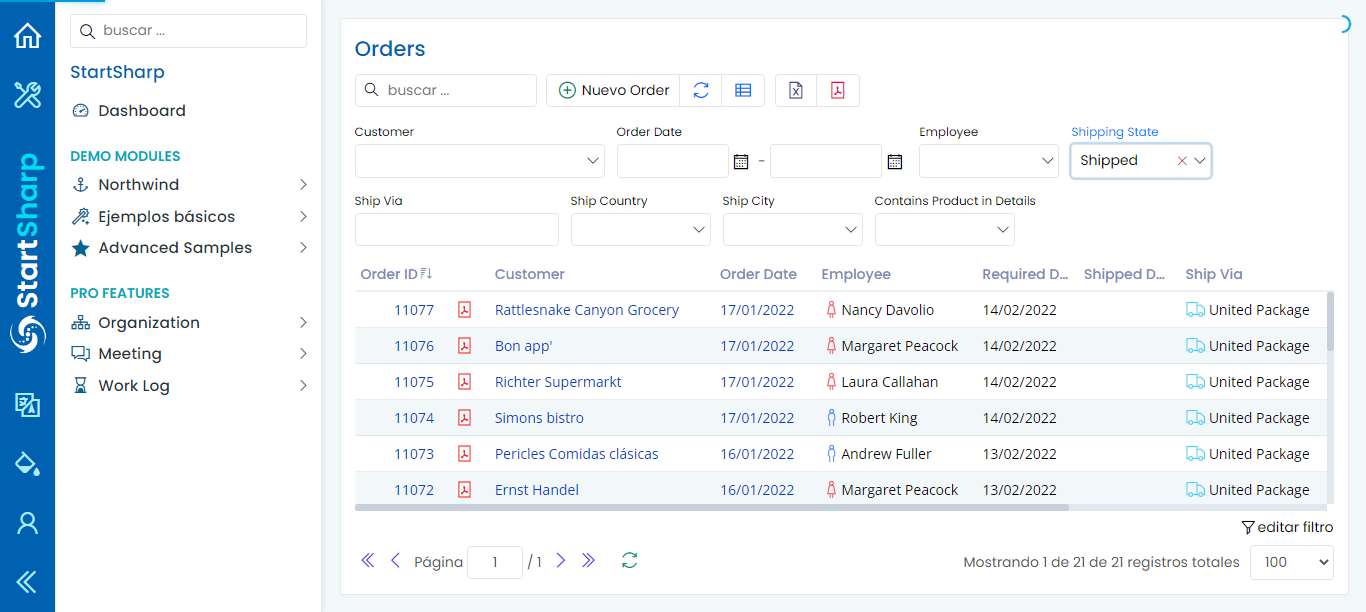 buscar ...
StartSharp
Dashboard
DEMO MODULES
Northwind
Ejemplos básicos
Advanced Samples
PRO FEATURES
Organization
Meeting
Work Log
StartSharp
Orders
buscar ...
Nuevo Order
Customer
Order Date
Employee
Shipping State
-
Shipped
Ship Via
Ship Country
Ship City
Contains Product in Details
Order ID Customer Order Date Employee Required D... Shipped D... Ship Via
11077 Rattlesnake Canyon Grocery 17/01/2022 Nancy Davolio 14/02/2022 United Package
11076 Bon app' 17/01/2022 Margaret Peacock 14/02/2022 United Package
11075 Richter Supermarkt 17/01/2022 Laura Callahan 14/02/2022 United Package
11074 Simons bistro 17/01/2022 Robert King 14/02/2022 United Package
11073 Pericles Comidas clásicas 16/01/2022 Andrew Fuller 13/02/2022 United Package
11072 Ernst Handel 16/01/2022 Margaret Peacock 13/02/2022 United Package
editar filtro
Página 1 / 1 Mostrando 1 de 21 de 21 registros totales 100